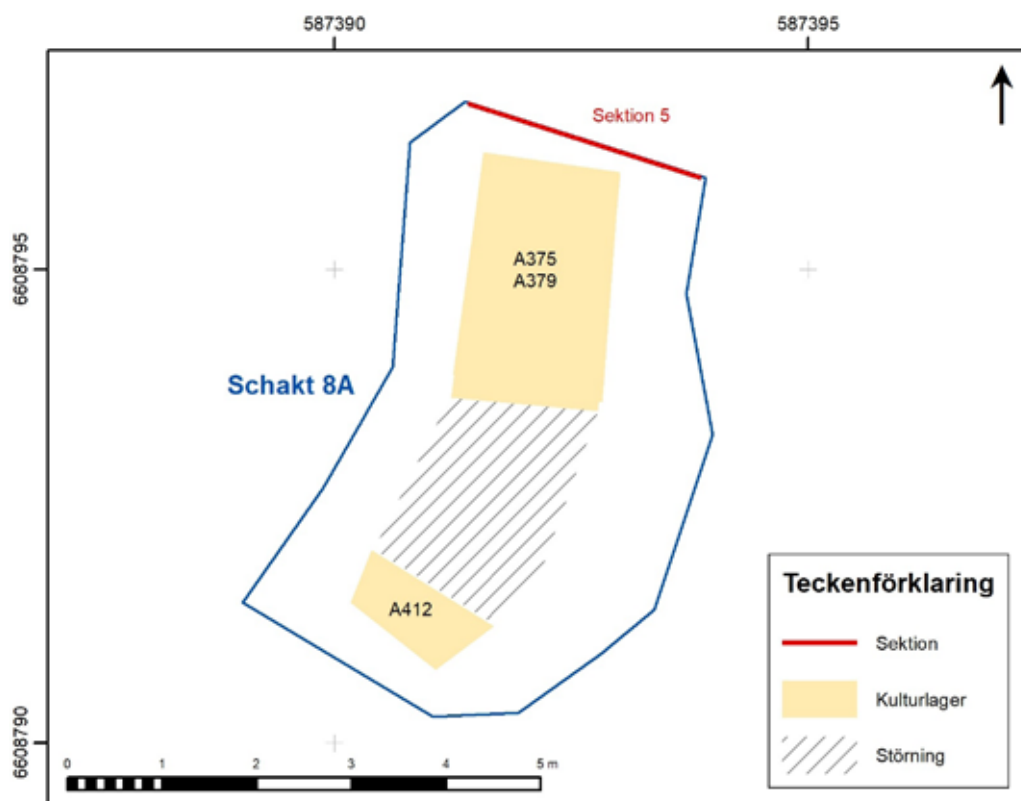 587390
587395
Sektion 5
6608795
A375
A379
Schakt 8A
A412
6608790
Teckenförklaring
Sektion
Kulturlager
Störning
0 1 2 3 4 5 m